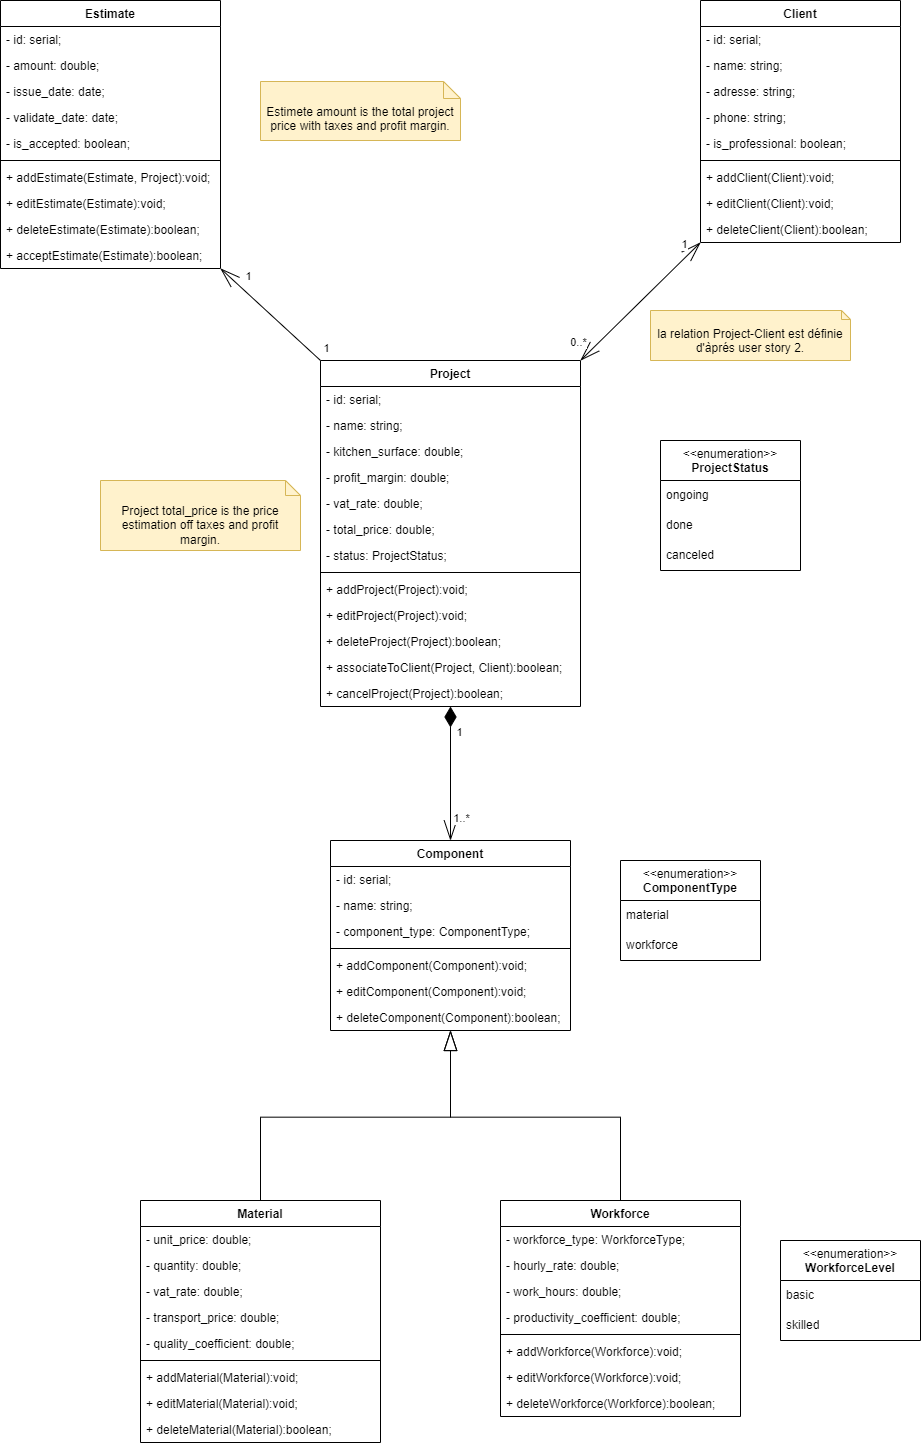 Estimate
- id: serial;
- amount: double;
- issue_date: date;
- validate_date: date;
- is_accepted: boolean;
+ addEstimate(Estimate, Project):void;
+ editEstimate(Estimate):void;
+ deleteEstimate(Estimate):boolean;
+ acceptEstimate(Estimate):boolean;
Estimete amount is the total project
price with taxes and profit margin.
Client
- id: serial;
- name: string;
- adresse: string;
- phone: string;
- is_professional: boolean;
+ addClient(Client):void;
+ editClient(Client):void;
+ deleteClient(Client):boolean;
1
-
1
0..*
1
la relation Project-Client est définie
d'àprés user story 2.
Project
- id: serial;
- name: string;
- kitchen_surface: double;
- profit_margin: double;
- vat_rate: double;
- total_price: double;
- status: ProjectStatus;
+ addProject(Project):void;
+ editProject(Project):void;
+ deleteProject(Project):boolean;
+ associateToClient(Project, Client):boolean;
+ cancelProject(Project):boolean;
Project total_price is the price
estimation off taxes and profit
margin.
<<enumeration>>
ProjectStatus
ongoing
done
canceled
1
1..*
Component
- id: serial;
- name: string;
- component_type: ComponentType;
+ addComponent(Component):void;
+ editComponent(Component):void;
+ deleteComponent(Component):boolean;
<<enumeration>>
ComponentType
material
workforce
Material
- unit_price: double;
- quantity: double;
- vat_rate: double;
- transport_price: double;
- quality_coefficient: double;
+ addMaterial(Material):void;
+ editMaterial(Material):void;
+ deleteMaterial(Material):boolean;
Workforce
- workforce_type: WorkforceType;
- hourly_rate: double;
- work_hours: double;
- productivity_coefficient: double;
+ addWorkforce(Workforce):void;
+ editWorkforce(Workforce):void;
+ deleteWorkforce(Workforce):boolean;
<<enumeration>>
WorkforceLevel
basic
skilled